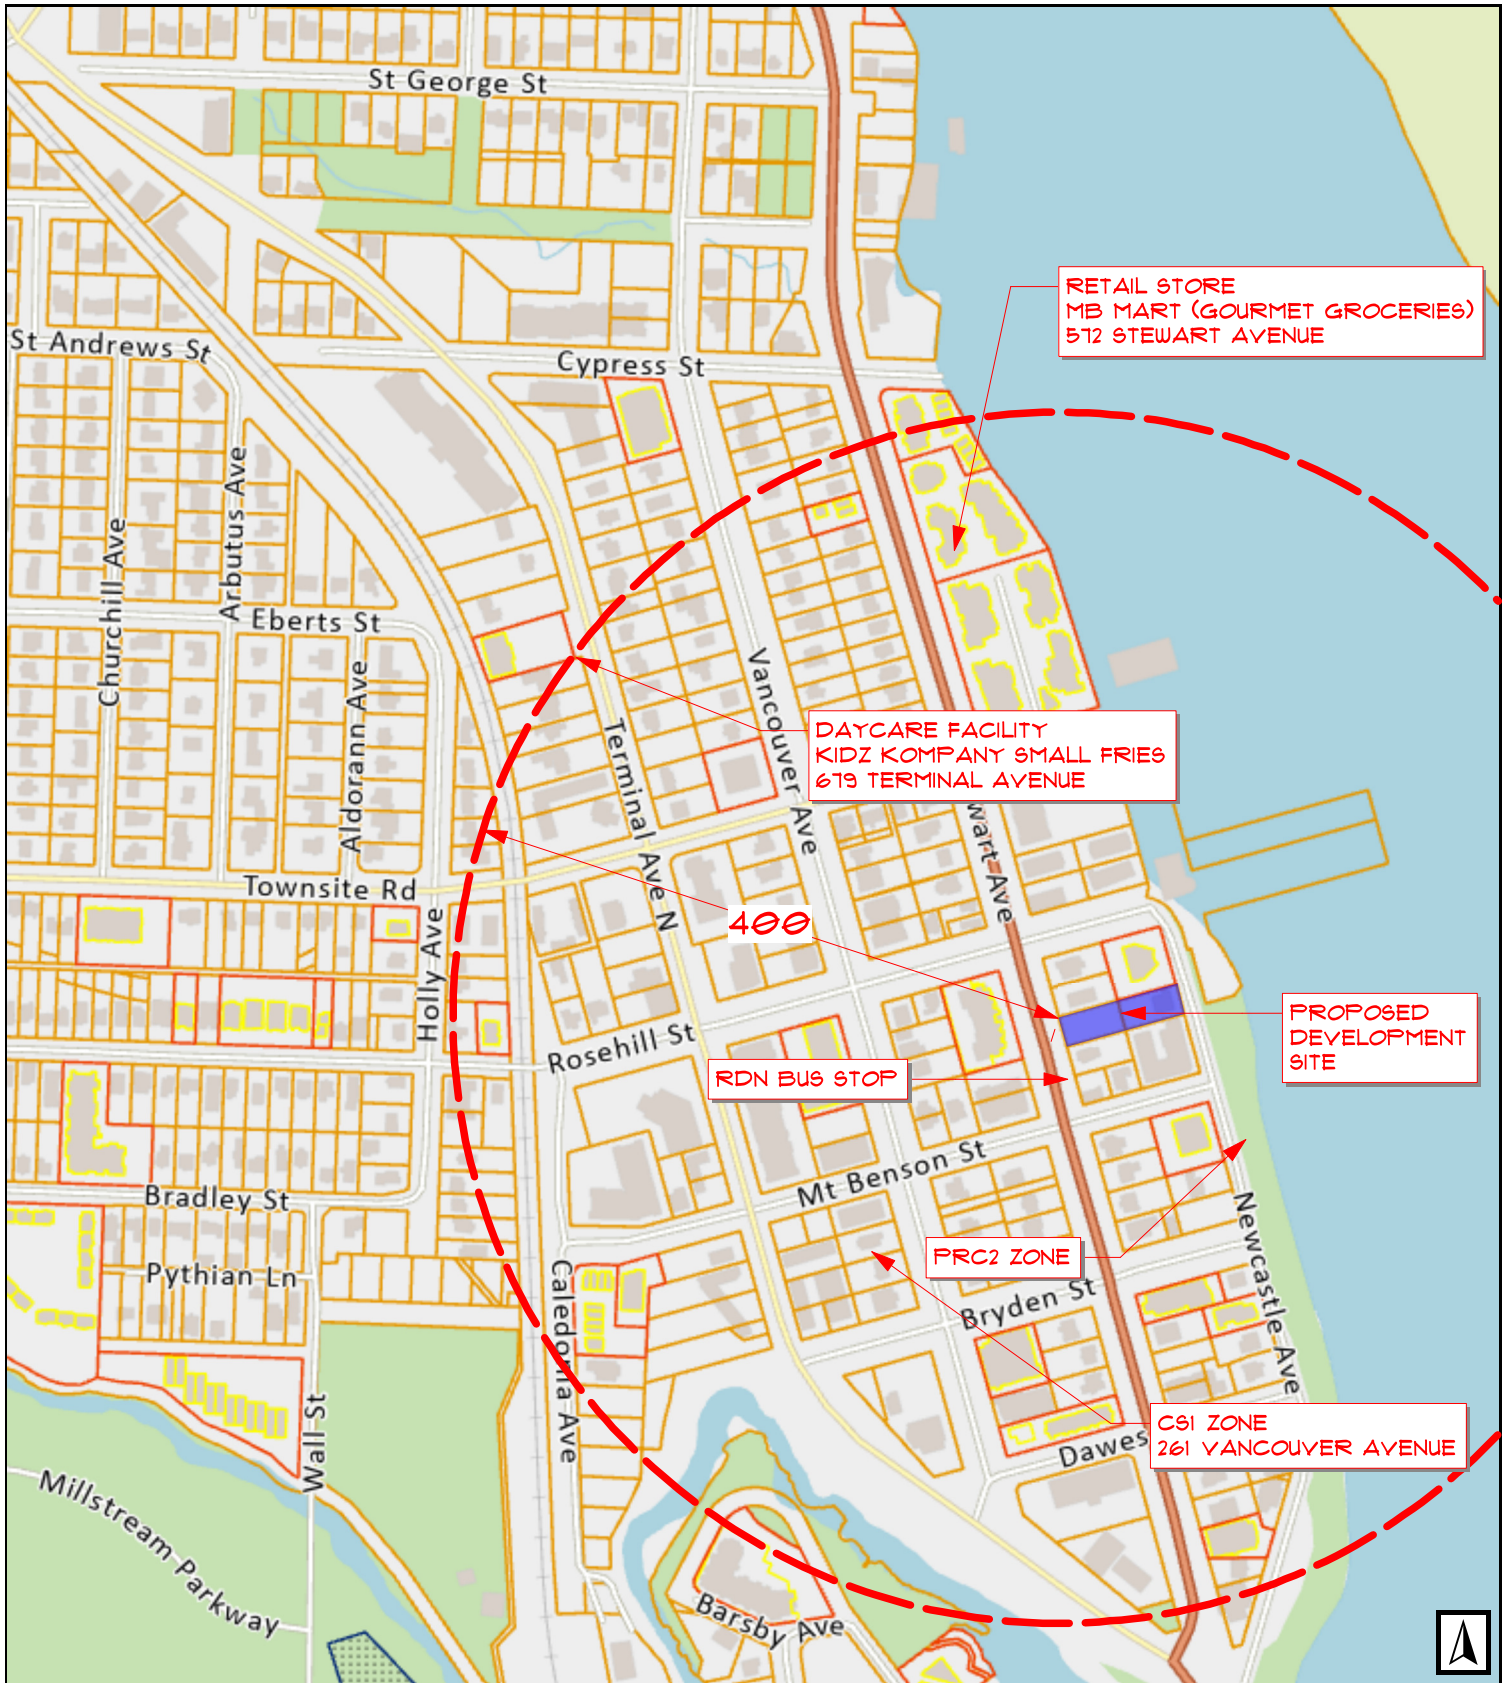 St George St
RETAIL STORE
MB MART (GOURMET GROCERIES)
572 STEWART AVENUE
St Andrews St
Cypress St
Churchill Ave
Arbutus Ave
Eberts St
Aldorann Ave
Vancouver Ave
Terminal Ave N
DAYCARE FACILITY
KIDZ KOMPANY SMALL FRIES
679 TERMINAL AVENUE
wart Ave
Townsite Rd
400
Holly Ave
Rosehill St
PROPOSED
DEVELOPMENT
SITE
RDN BUS STOP
Mt Benson St
Bradley St
Newcastle Ave
PRC2 ZONE
Pythian Ln
Bryden St
Caledonia Ave
Wall St
CS1 ZONE
261 VANCOUVER AVENUE
Dawes
Millstream Parkway
Barsby Ave